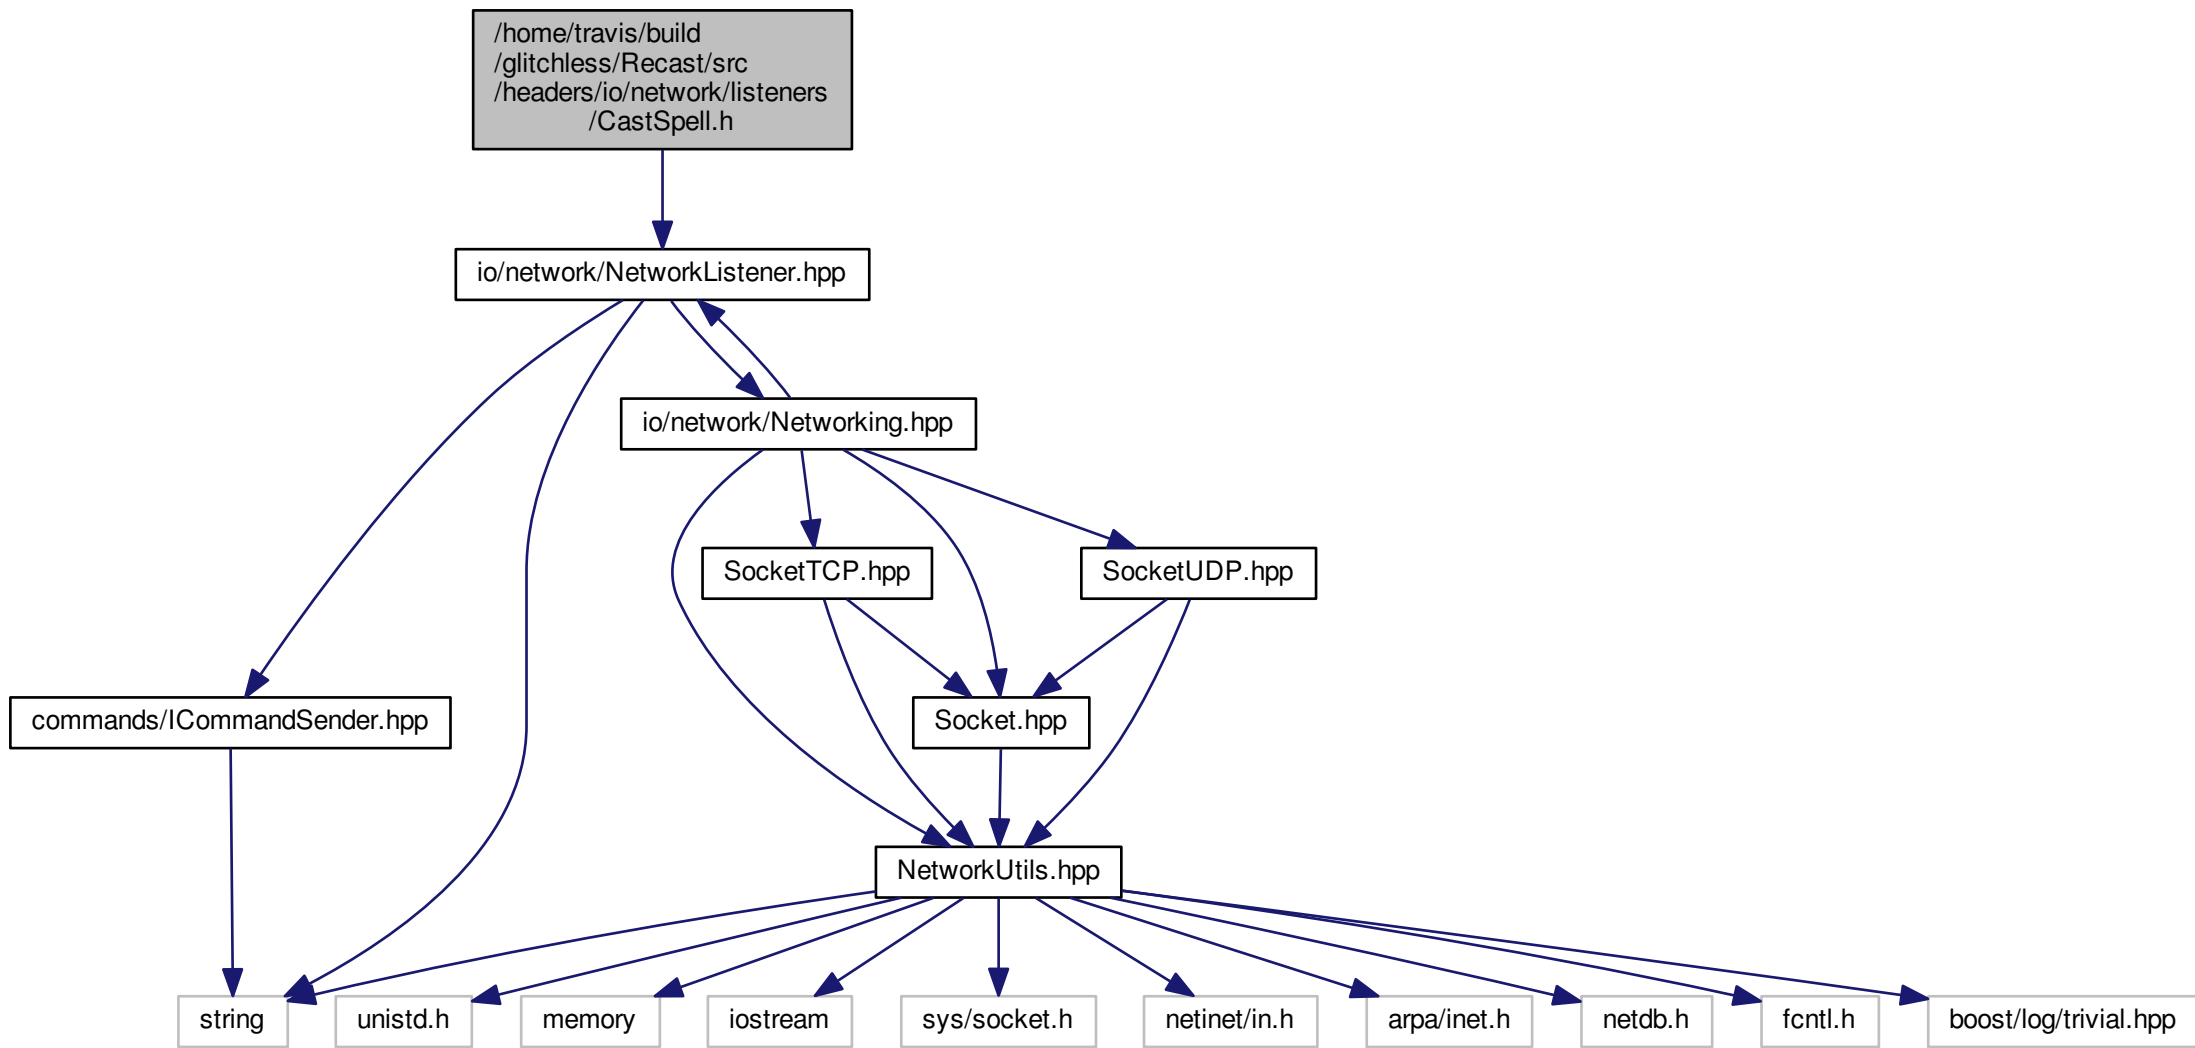 /home/travis/build
/glitchless/Recast/src
/headers/io/network/listeners
/CastSpell.h
io/network/NetworkListener.hpp
io/network/Networking.hpp
SocketTCP.hpp
SocketUDP.hpp
commands/ICommandSender.hpp
Socket.hpp
NetworkUtils.hpp
string
unistd.h
memory
iostream
sys/socket.h
netinet/in.h
arpa/inet.h
netdb.h
fcntl.h
boost/log/trivial.hpp